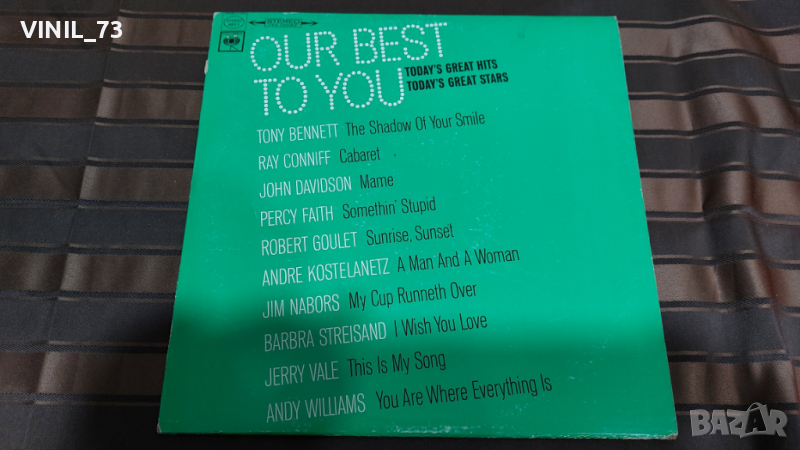 VINIL_73
STEREO
OUR BEST
TO YOU
TODAY'S GREAT HITS
TODAY'S GREAT STARS
TONY BENNETT The Shadow Of Your Smile
RAY CONNIFF Cabaret
JOHN DAVIDSON Mame
PERCY FAITH Somethin' Stupid
ROBERT GOULET Sunrise, Sunset
ANDRE KOSTELANETZ A Man And A Woman
JIM NABORS My Cup Runneth Over
BARBRA STREISAND I Wish You Love
JERRY VALE This Is My Song
ANDY WILLIAMS You Are Where Everything Is
BAZAR